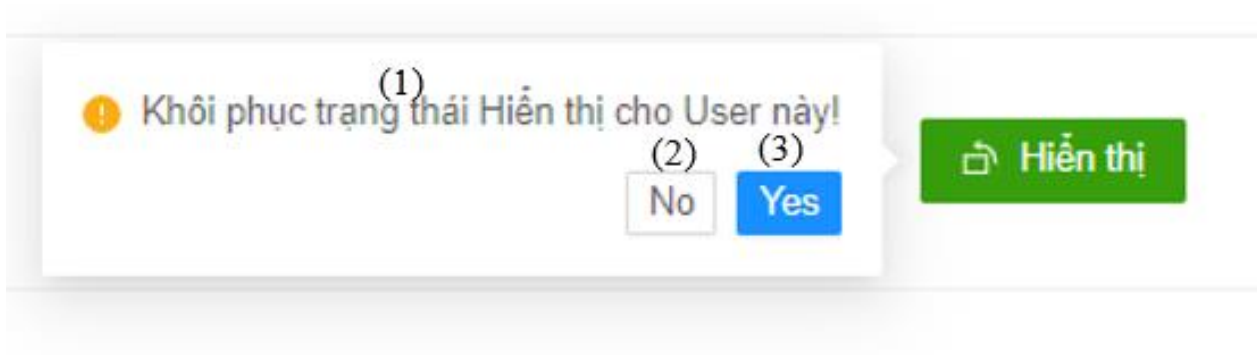 (1)
Khôi phục trạng thái Hiển thị cho User này!
(2) (3)
No Yes
Hiển thị